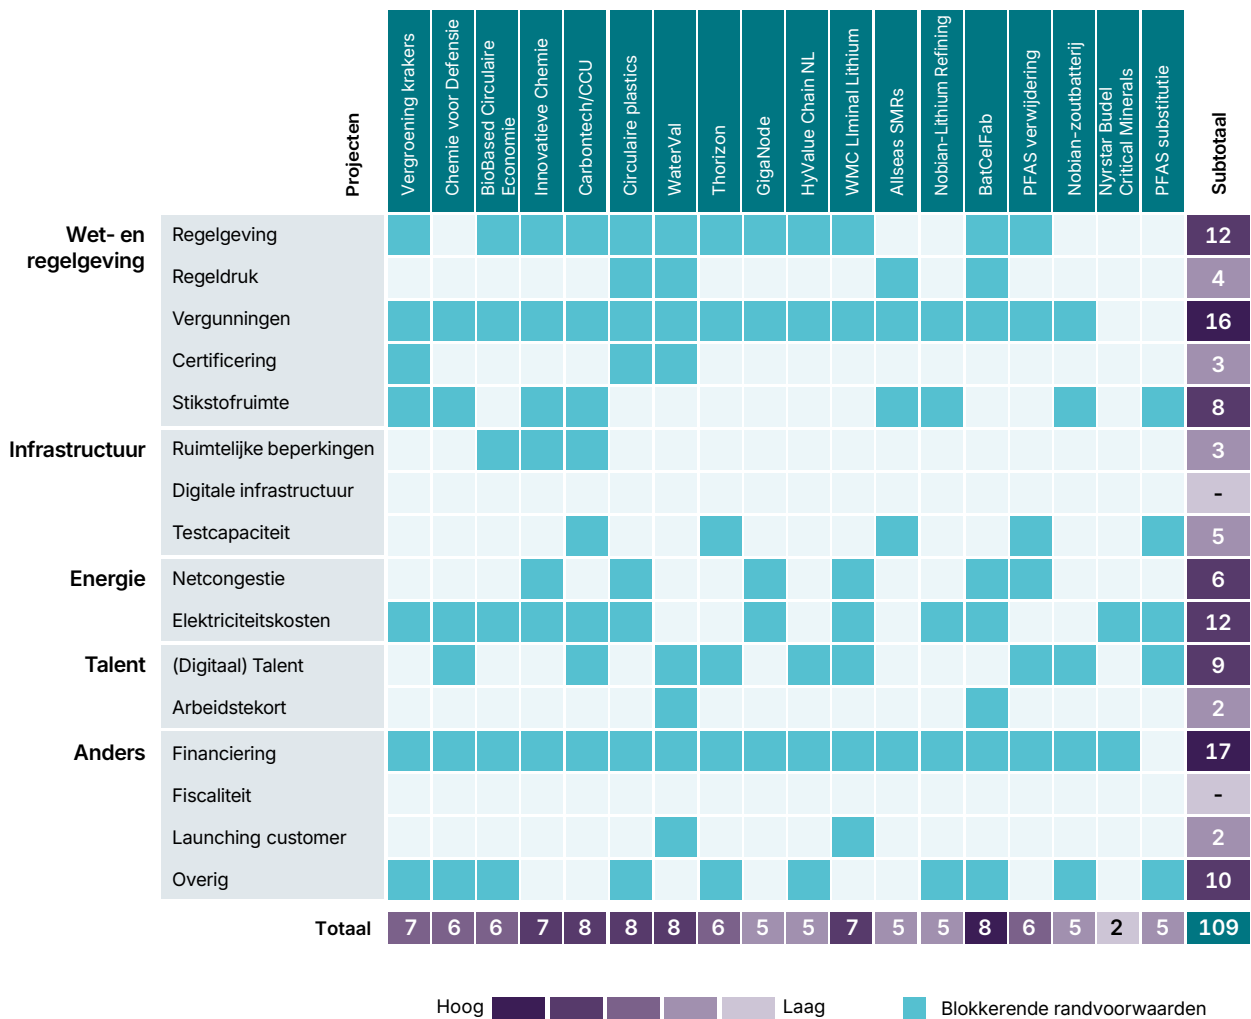 Projecten
Vergroening krakers
Chemie voor Defensie
BioBased Circulaire
Economie
Innovatieve Chemie
Carbontech/CCU
Circulaire plastics
WaterVal
Thorizon
GigaNode
HyValue Chain NL
WMC LIminal Lithium
Allseas SMRs
Nobian-Lithium Refining
BatCelFab
PFAS verwijdering
Nobian-zoutbatterij
Nyrstar Budel
Critical Minerals
PFAS substitutie
Subtotaal
Wet- en
regelgeving
Regelgeving 12
Regeldruk 4
Vergunningen 16
Certificering 3
Stikstofruimte 8
Infrastructuur Ruimtelijke beperkingen 3
Digitale infrastructuur -
Testcapaciteit 5
Energie Netcongestie 6
Elektriciteitskosten 12
Talent (Digitaal) Talent 9
Arbeidstekort 2
Anders Financiering 17
Fiscaliteit -
Launching customer 2
Overig 10
Totaal 7 6 6 7 8 8 8 6 5 5 7 5 5 8 6 5 2 5 109
Hoog Laag Blokkerende randvoorwaarden